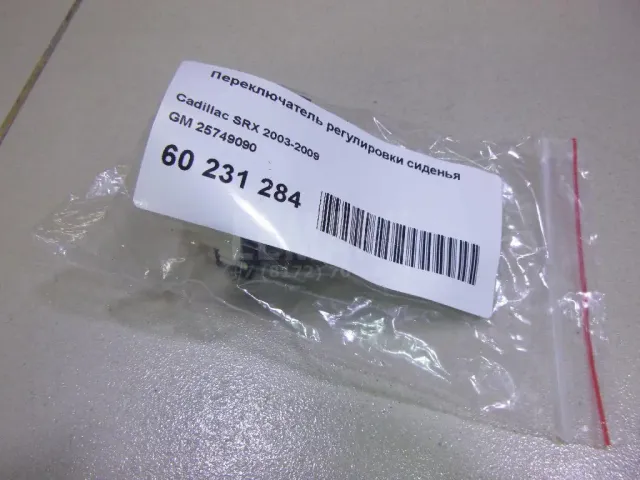 Переключатель регулировки сиденья
Cadillac SRX 2003-2009
GM 25749090
60 231 284